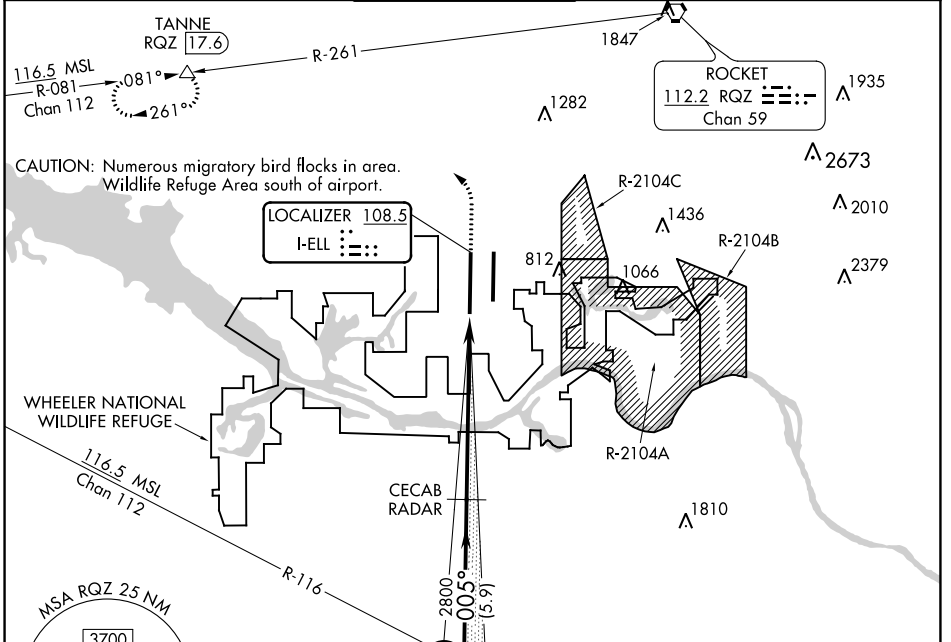 1847
TANNE
RQZ 17.6
R-261
116.5 MSL
R-081
Chan 112
081°
261°
ROCKET
112.2 RQZ
Chan 59
1935
1282
2673
CAUTION: Numerous migratory bird flocks in area.
Wildlife Refuge Area south of airport.
R-2104C
2010
LOCALIZER 108.5
I-ELL
1436
R-2104B
812
1066
2379
WHEELER NATIONAL
WILDLIFE REFUGE
R-2104A
116.5 MSL
Chan 112
CECAB
RADAR
1810
R-116
2800
005°
(5.9)
MSA RQZ 25 NM
3700